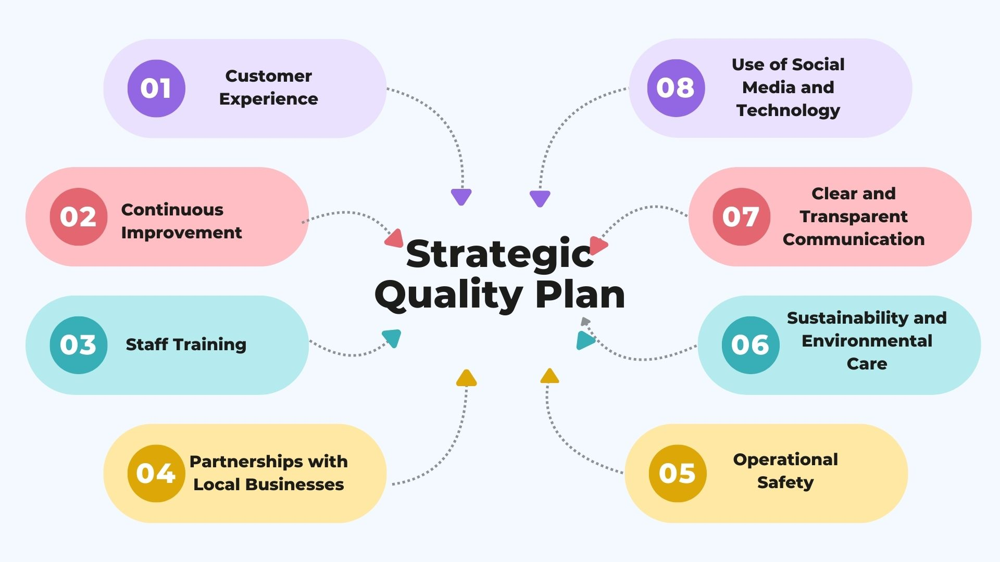 01
Customer
Experience
02
Continuous
Improvement
03
Staff Training
04
Partnerships with
Local Businesses
Strategic
Quality Plan
08
Use of Social
Media and
Technology
07
Clear and
Transparent
Communication
06
Sustainability and
Environmental
Care
05
Operational
Safety